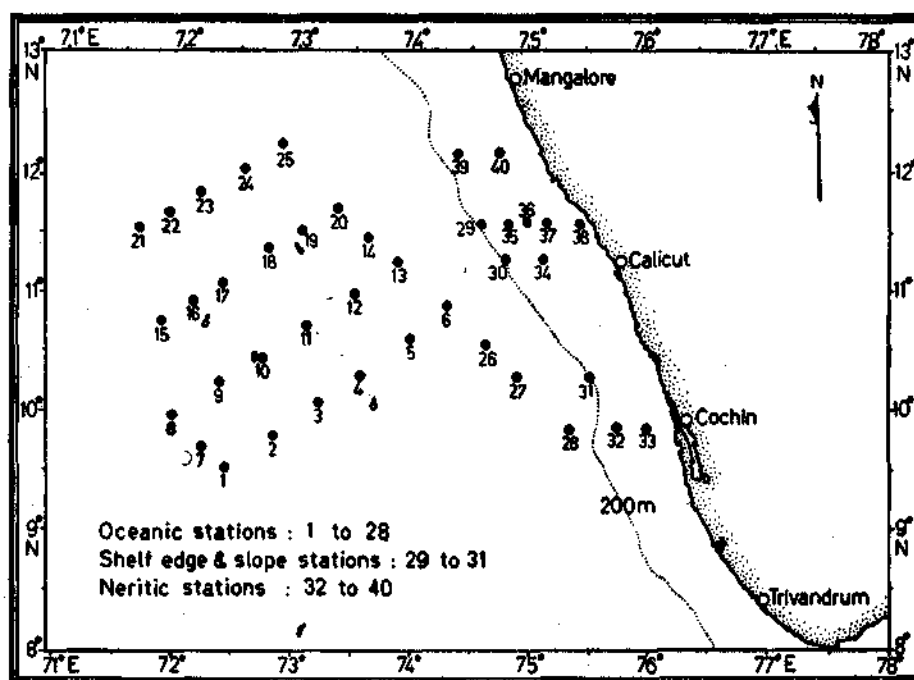 71°E 72° 73° 74° 75° 76° 77° 78°
13° N 13° N
Mangalore
N
25
24 39 40
12° 12°
23
22 20 36
21 19 29 35 37 38
18 14
13 30 34 Calicut
11° 17 11°
16 12
15 6
11 5
10 26
9 4 27 31
10° 3 10°
8 Cochin
2 28 32 33
7
1
200m
9° N 9° N
Oceanic stations : 1 to 28
Shelf edge & slope stations : 29 to 31
Neritic stations : 32 to 40
Trivandrum
8° 8°
71°E 72° 73° 74° 75° 76° 77° 78°